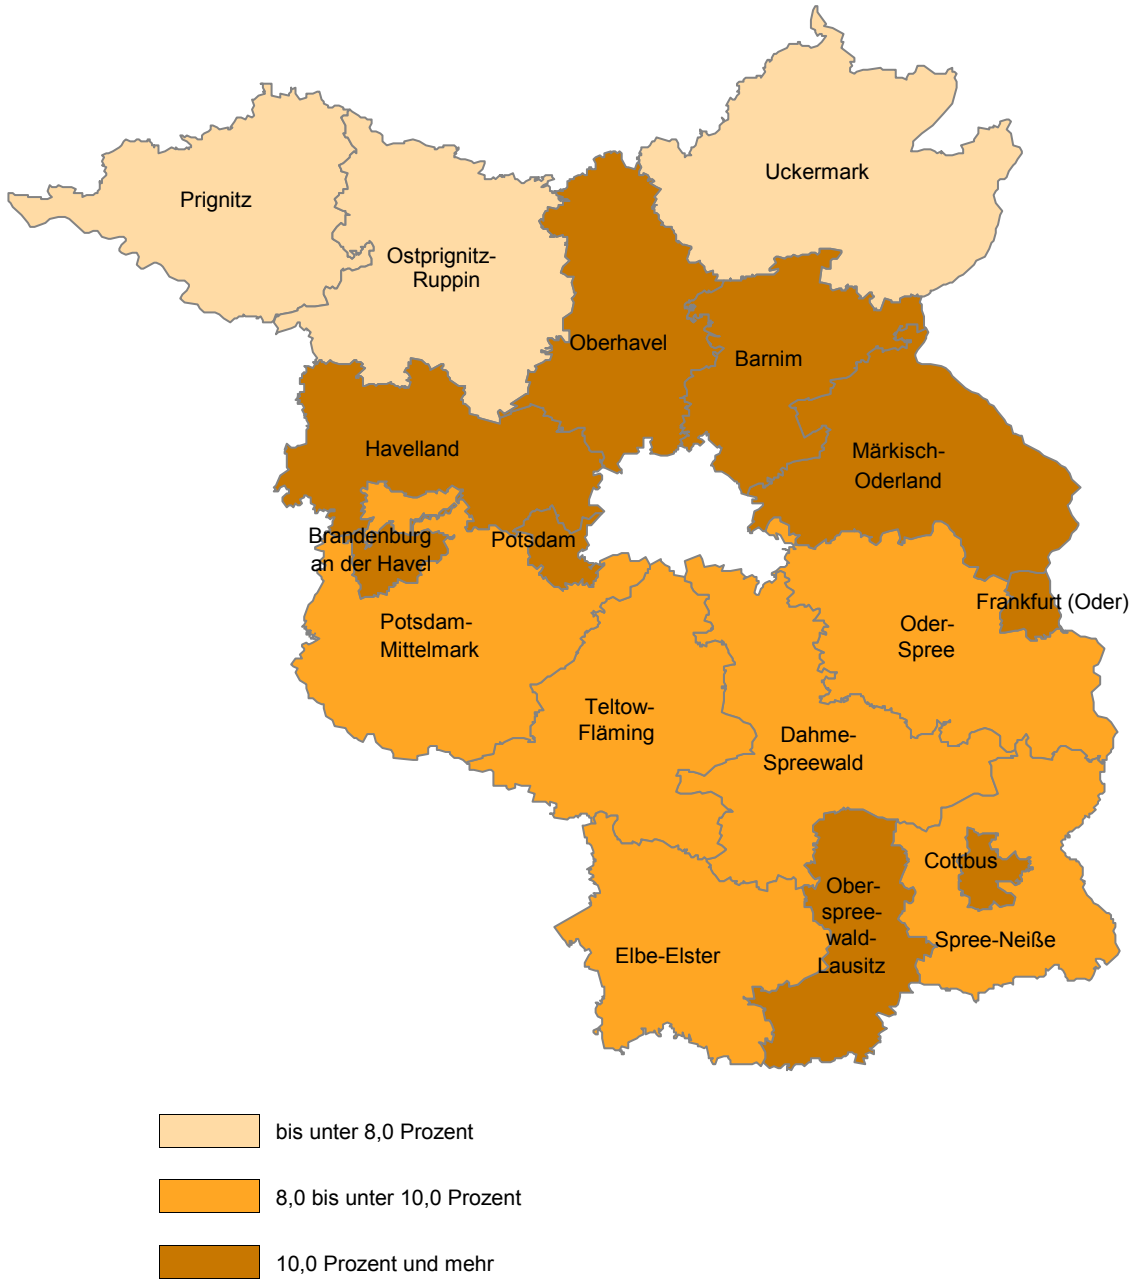 Uckermark
Prignitz
Ostprignitz-
Ruppin
Oberhavel
Barnim
Havelland
Märkisch-
Oderland
Brandenburg
an der Havel
Potsdam
Frankfurt (Oder)
Potsdam-
Mittelmark
Oder-
Spree
Teltow-
Fläming
Dahme-
Spreewald
Cottbus
Ober-
spree-
wald-
Lausitz
Spree-Neiße
Elbe-Elster
bis unter 8,0 Prozent
8,0 bis unter 10,0 Prozent
10,0 Prozent und mehr